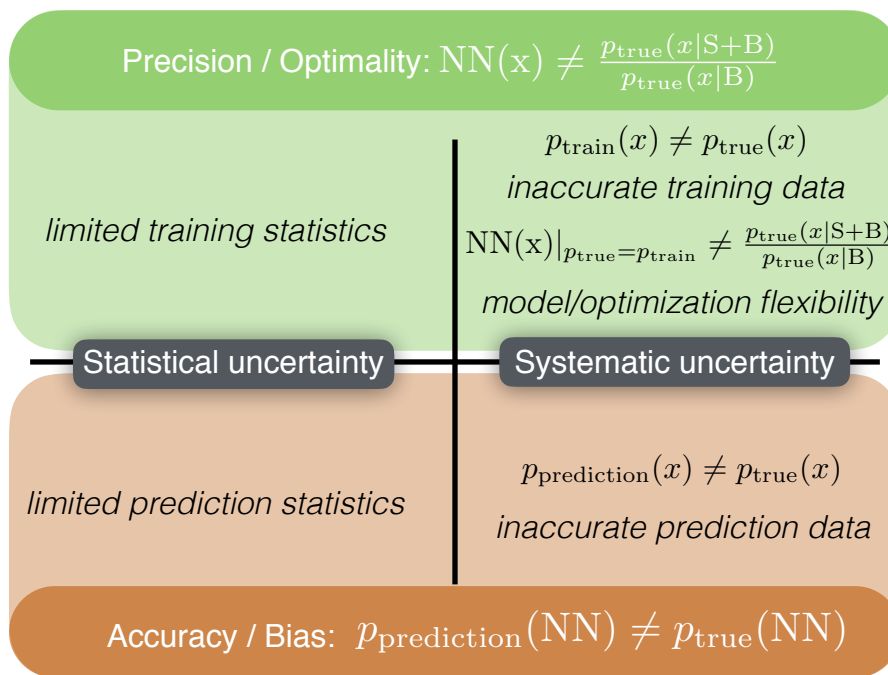 Precision / Optimality: NN(x) ≠ p_true(x|S+B) / p_true(x|B)
limited training statistics
p_train(x) ≠ p_true(x)
inaccurate training data
NN(x)|_{p_true=p_train} ≠ p_true(x|S+B) / p_true(x|B)
model/optimization flexibility
Statistical uncertainty
Systematic uncertainty
limited prediction statistics
p_prediction(x) ≠ p_true(x)
inaccurate prediction data
Accuracy / Bias: p_prediction(NN) ≠ p_true(NN)